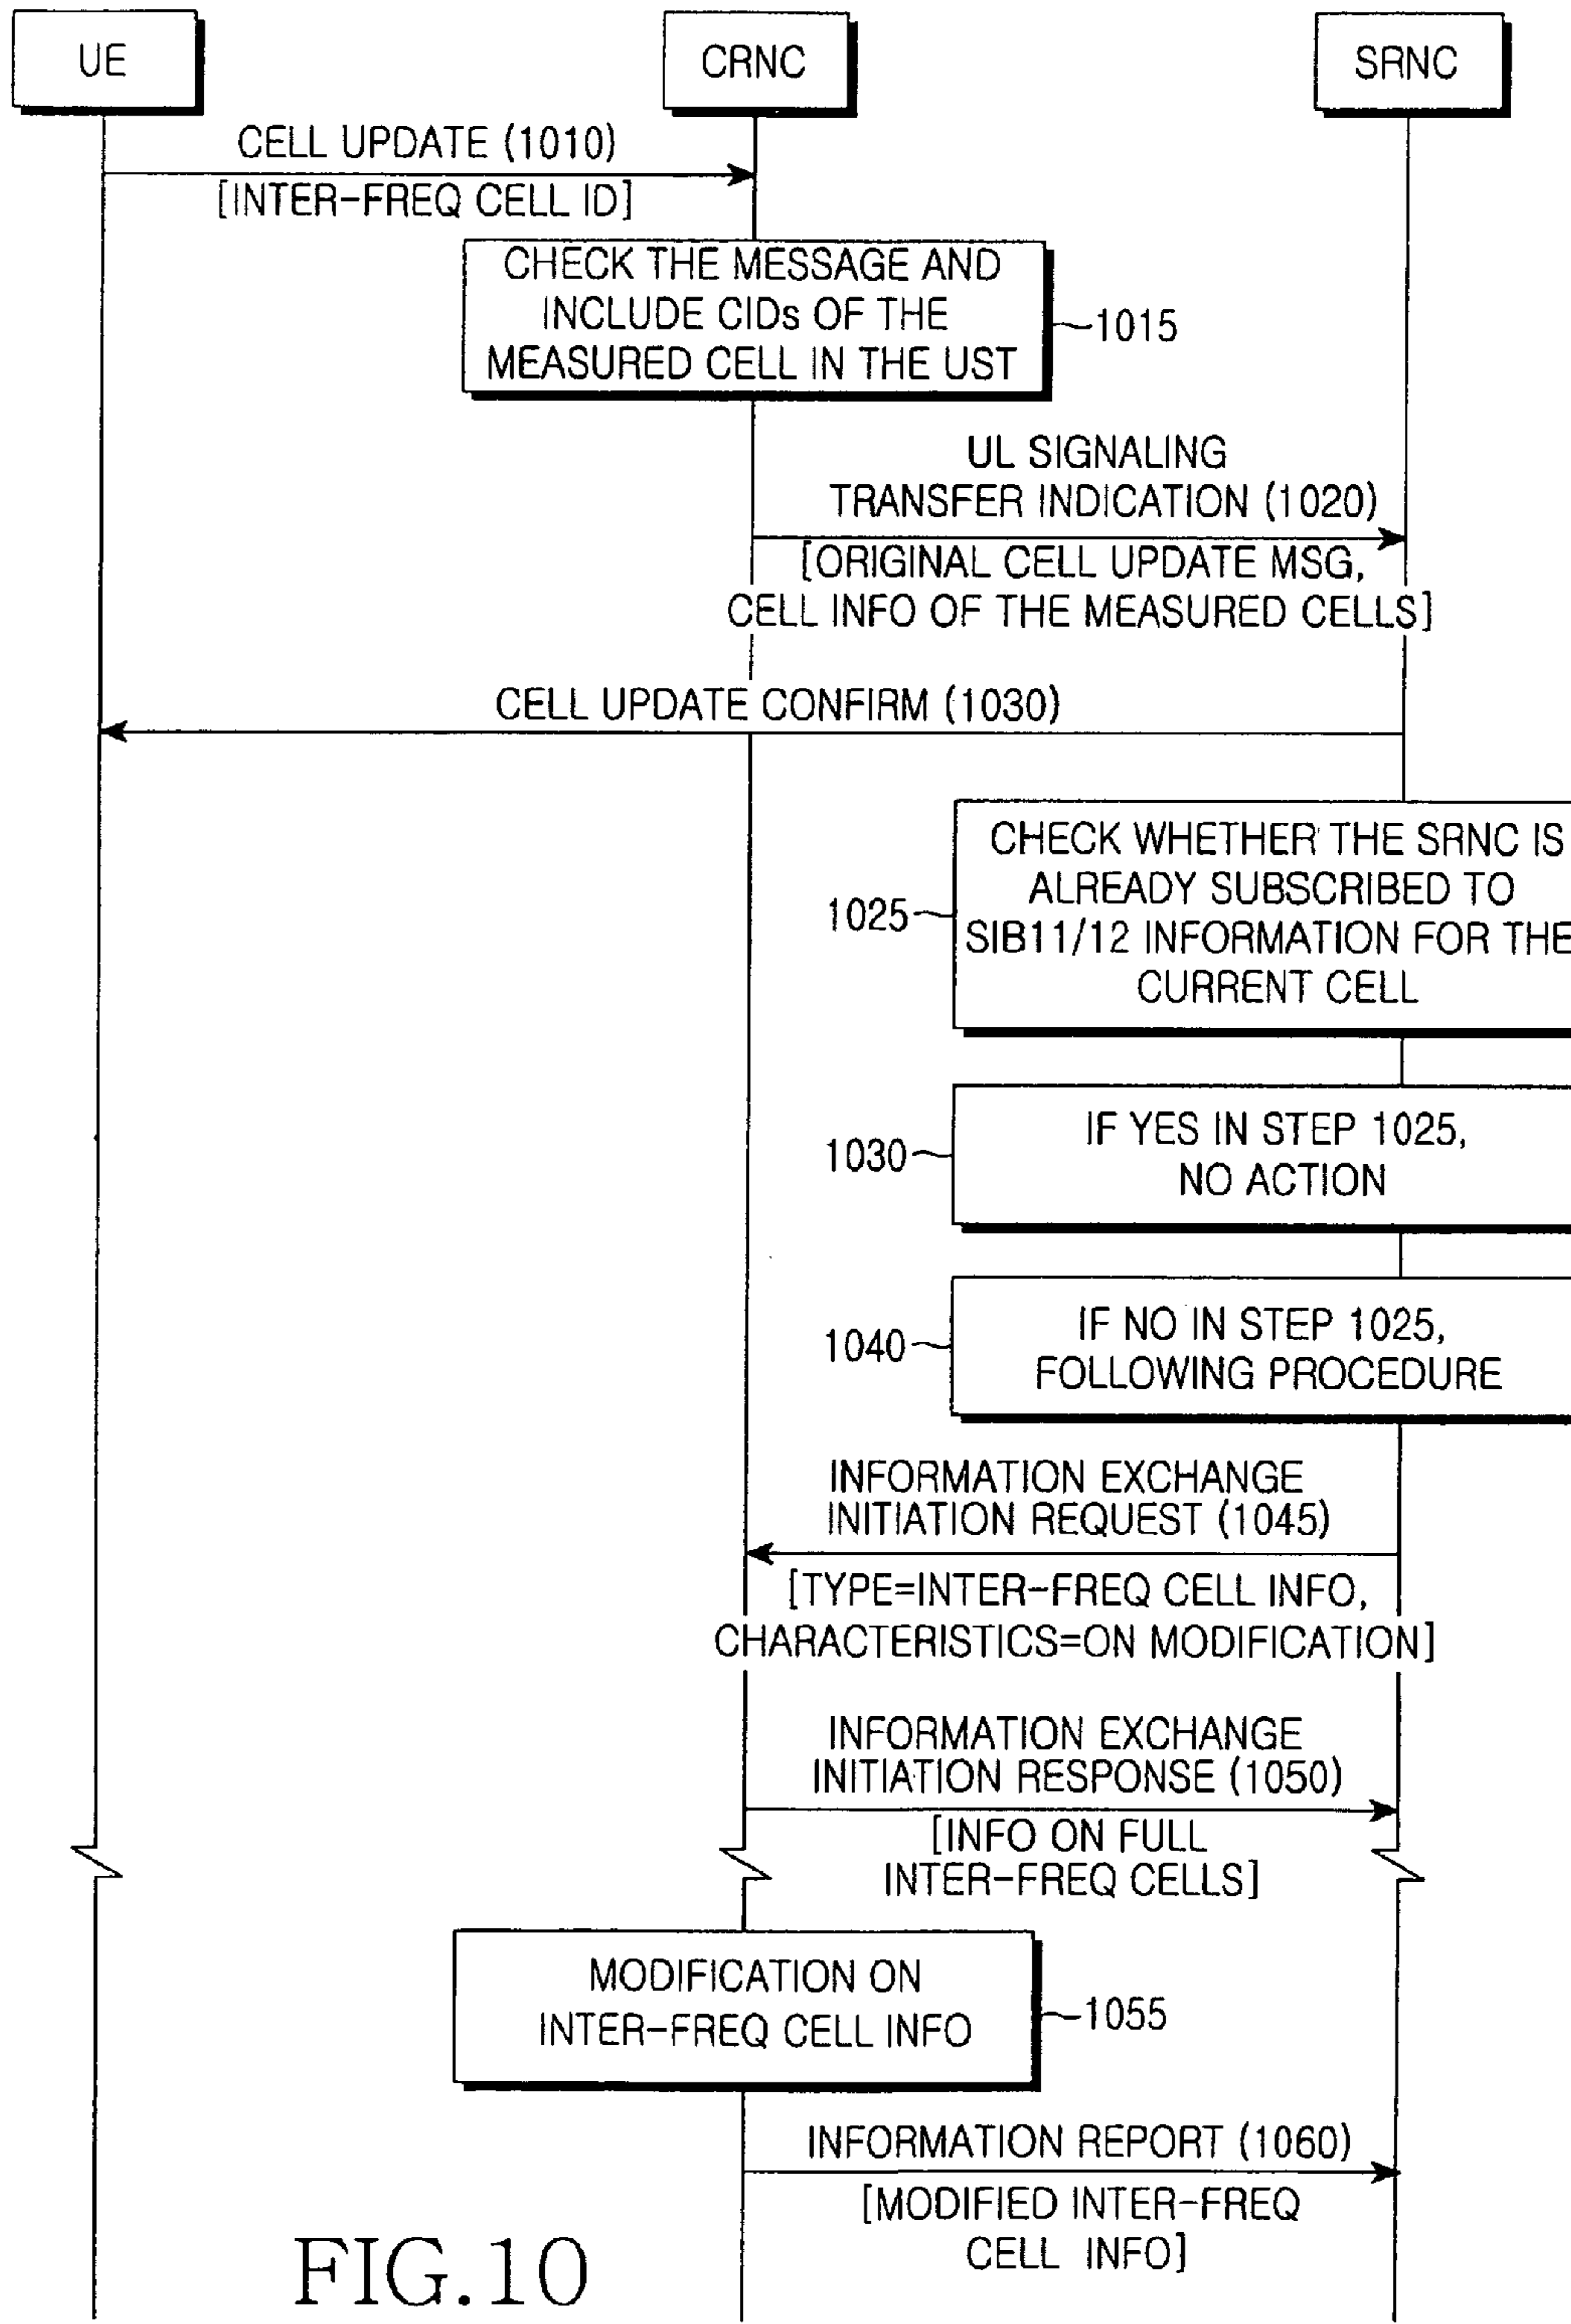 UE
CRNC
SRNC
CELL UPDATE (1010)
[INTER-FREQ CELL ID]
CHECK THE MESSAGE AND
INCLUDE CIDs OF THE
MEASURED CELL IN THE UST
1015
UL SIGNALING
TRANSFER INDICATION (1020)
[ORIGINAL CELL UPDATE MSG,
CELL INFO OF THE MEASURED CELLS]
CELL UPDATE CONFIRM (1030)
CHECK WHETHER THE SRNC IS
ALREADY SUBSCRIBED TO
SIB11/12 INFORMATION FOR THE
CURRENT CELL
1025
IF YES IN STEP 1025,
NO ACTION
1030
IF NO IN STEP 1025,
FOLLOWING PROCEDURE
1040
INFORMATION EXCHANGE
INITIATION REQUEST (1045)
[TYPE=INTER-FREQ CELL INFO,
CHARACTERISTICS=ON MODIFICATION]
INFORMATION EXCHANGE
INITIATION RESPONSE (1050)
[INFO ON FULL
INTER-FREQ CELLS]
MODIFICATION ON
INTER-FREQ CELL INFO
1055
INFORMATION REPORT (1060)
[MODIFIED INTER-FREQ
CELL INFO]
FIG.10